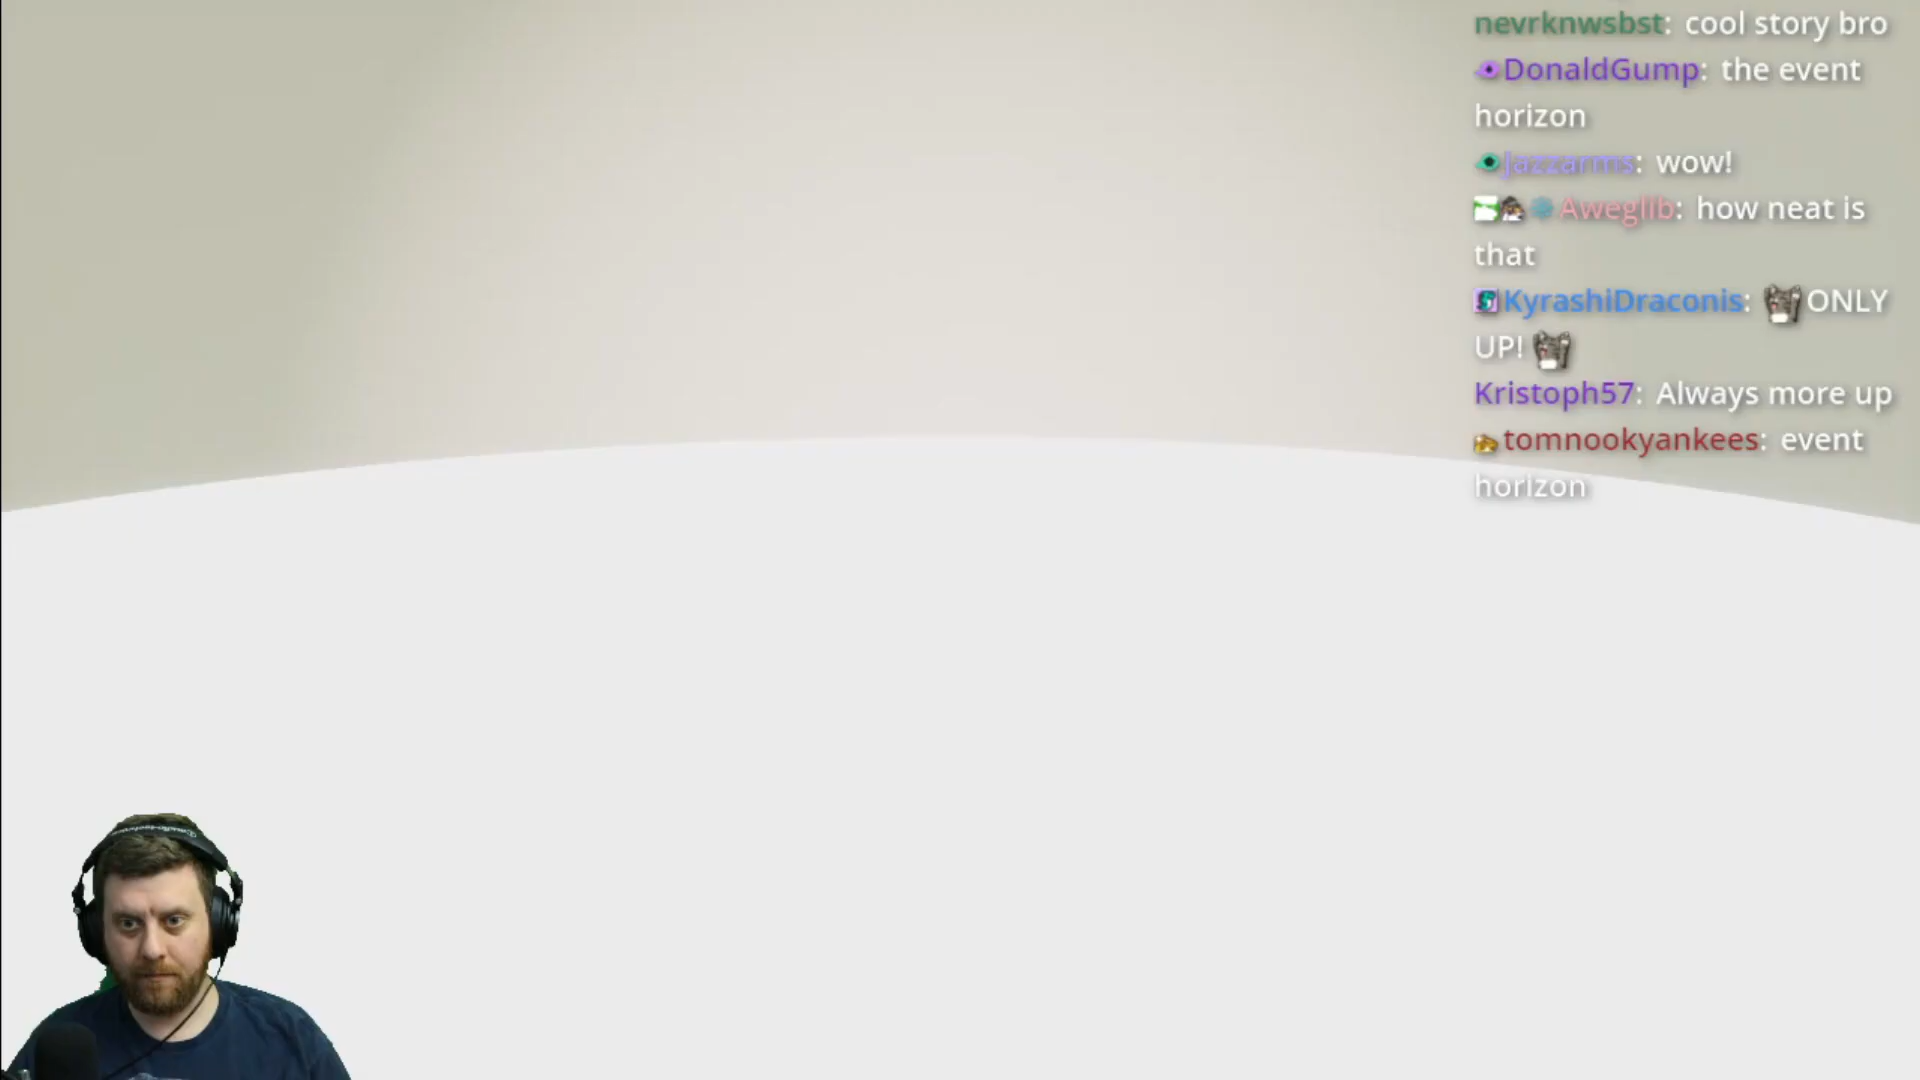 nevrknwsbst: cool story bro
DonaldGump: the event
horizon
Jazzarms: wow!
Aweglib: how neat is
that
KyrashiDraconis: ONLY
UP!
Kristoph57: Always more up
tomnookyankees: event
horizon